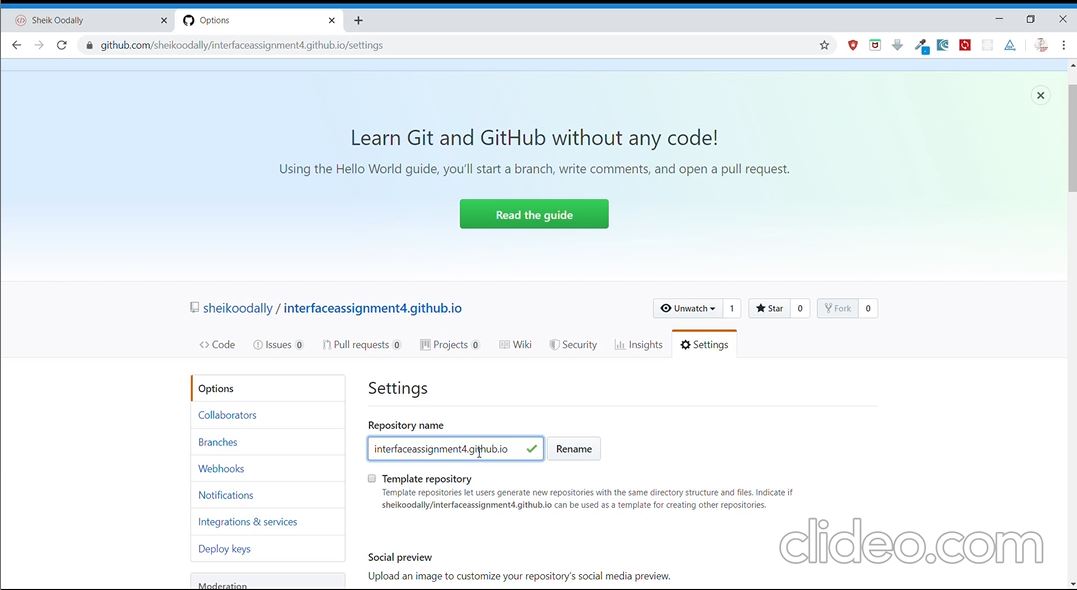 Sheik Oodally
Options
github.com/sheikoodally/interfaceassignment4.github.io/settings
Learn Git and GitHub without any code!
Using the Hello World guide, you'll start a branch, write comments, and open a pull request.
Read the guide
sheikoodally / interfaceassignment4.github.io
Unwatch 1
Star 0
Fork 0
Code
Issues 0
Pull requests 0
Projects 0
Wiki
Security
Insights
Settings
Options
Collaborators
Branches
Webhooks
Notifications
Integrations & services
Deploy keys
Moderation
Settings
Repository name
interfaceassignment4.github.io
Rename
Template repository
Template repositories let users generate new repositories with the same directory structure and files. Indicate if
sheikoodally/interfaceassignment4.github.io can be used as a template for creating other repositories.
Social preview
Upload an image to customize your repository's social media preview.
clideo.com